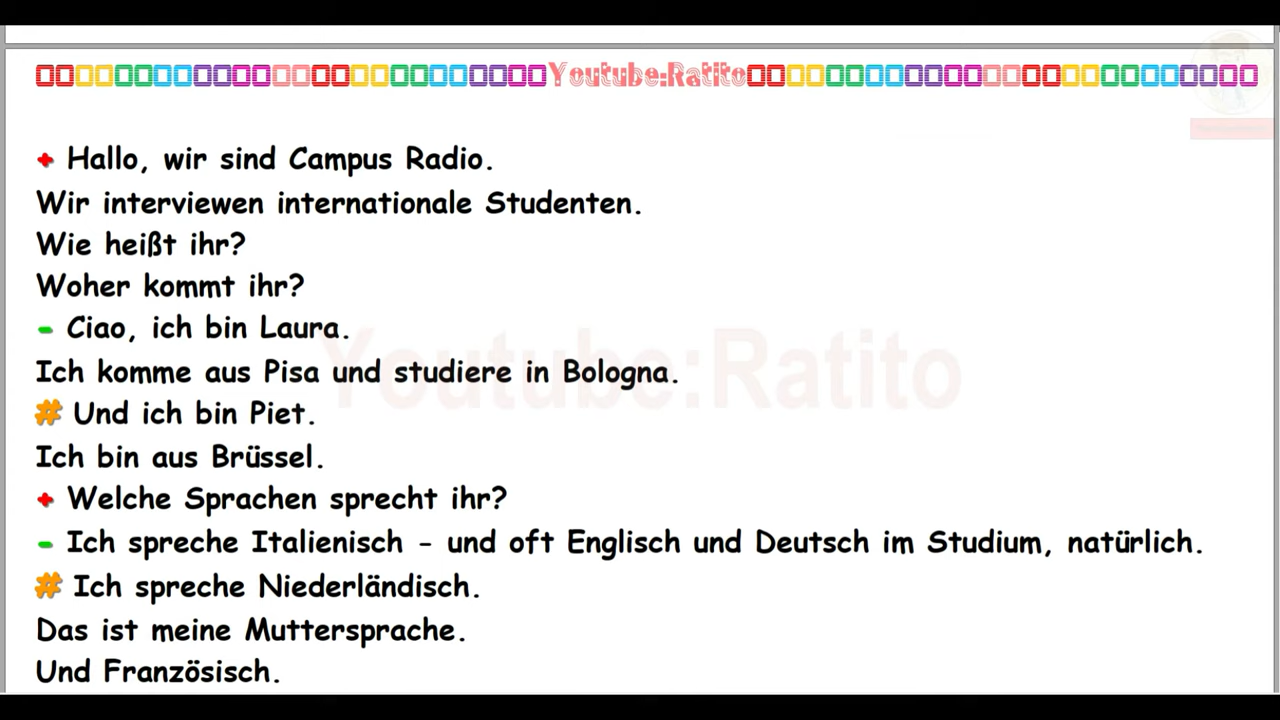 Youtube:Ratito
+ Hallo, wir sind Campus Radio.
Wir interviewen internationale Studenten.
Wie heißt ihr?
Woher kommt ihr?
- Ciao, ich bin Laura.
Ich komme aus Pisa und studiere in Bologna.
# Und ich bin Piet.
Ich bin aus Brüssel.
+ Welche Sprachen sprecht ihr?
- Ich spreche Italienisch - und oft Englisch und Deutsch im Studium, natürlich.
# Ich spreche Niederländisch.
Das ist meine Muttersprache.
Und Französisch.
Youtube:Ratito